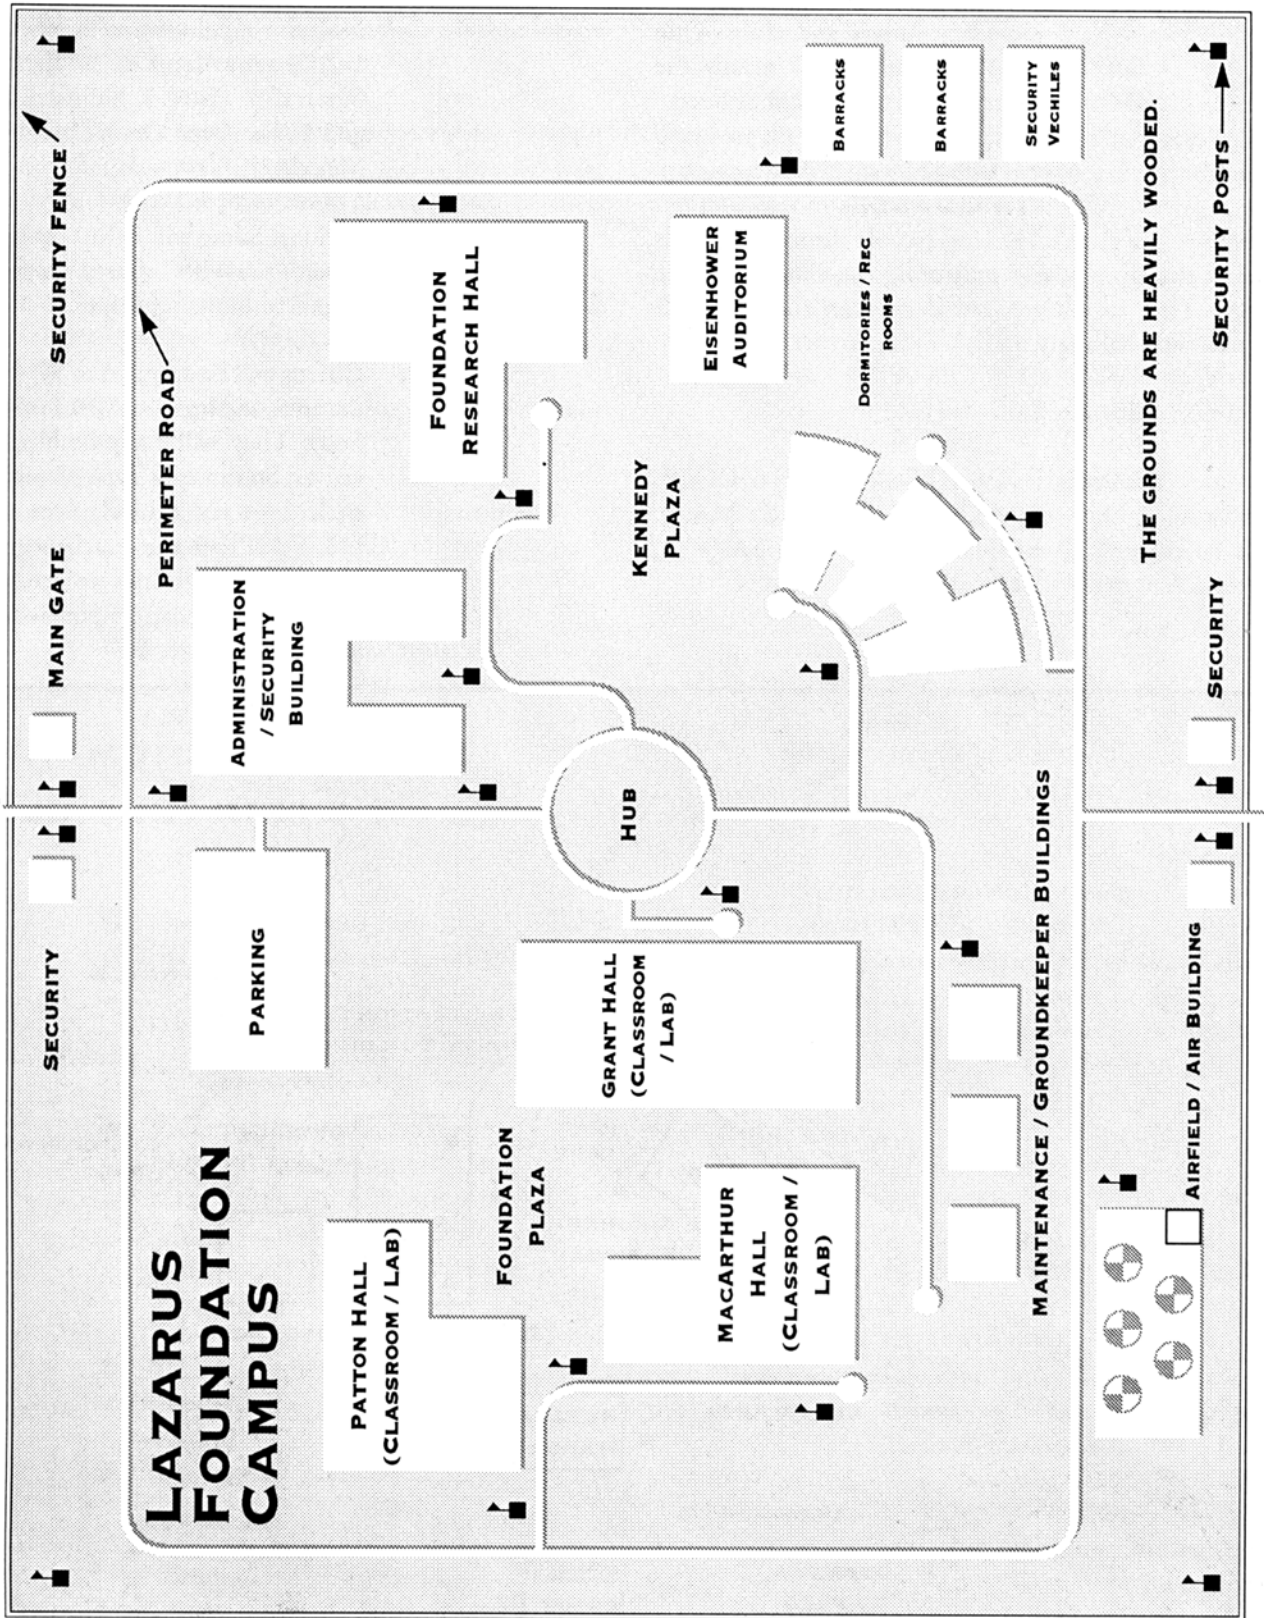 LAZARUS
FOUNDATION
CAMPUS
SECURITY
MAIN GATE
SECURITY FENCE
PERIMETER ROAD
PARKING
ADMINISTRATION
/ SECURITY
BUILDING
FOUNDATION
RESEARCH HALL
PATTON HALL
(CLASSROOM / LAB)
FOUNDATION
PLAZA
GRANT HALL
(CLASSROOM
/ LAB)
HUB
KENNEDY
PLAZA
EISENHOWER
AUDITORIUM
BARRACKS
BARRACKS
SECURITY
VECHILES
MACARTHUR
HALL
(CLASSROOM /
LAB)
DORMITORIES / REC
ROOMS
MAINTENANCE / GROUNDKEEPER BUILDINGS
THE GROUNDS ARE HEAVILY WOODED.
AIRFIELD / AIR BUILDING
SECURITY
SECURITY POSTS